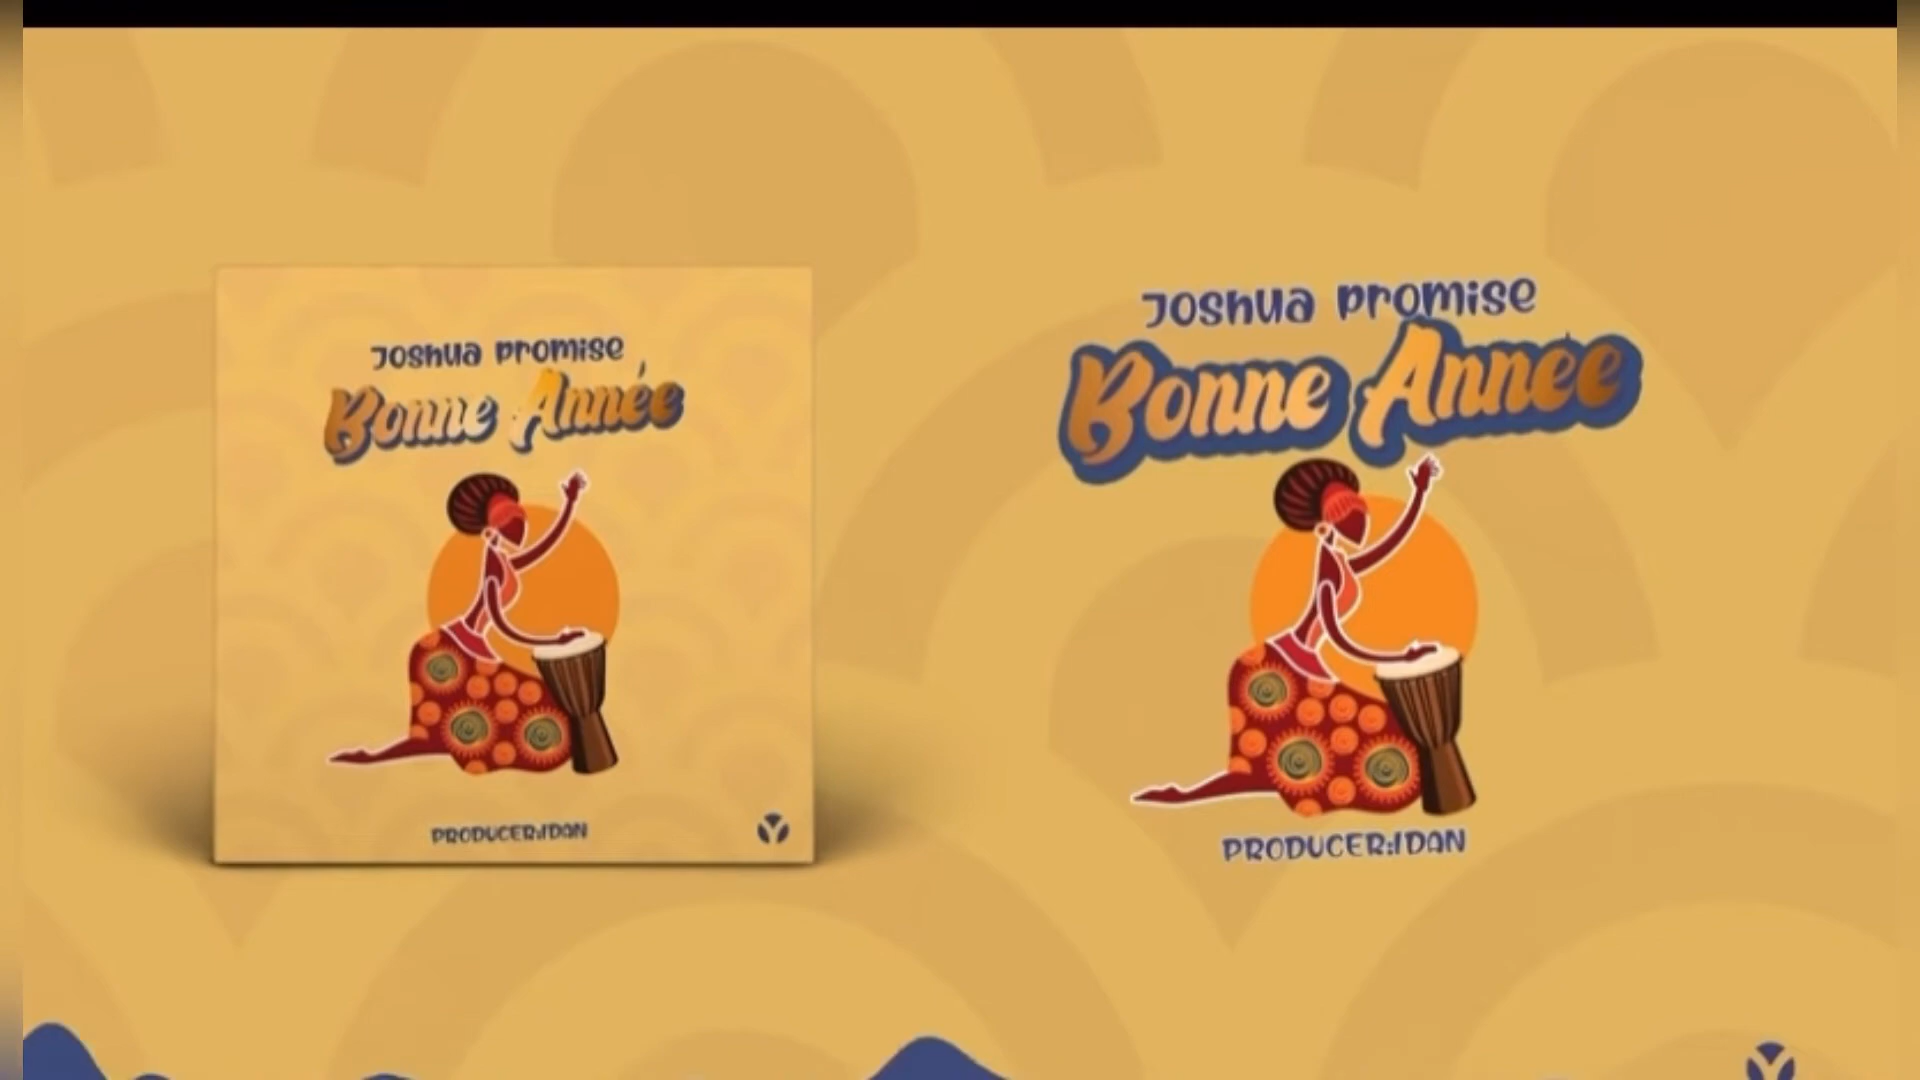 Joshua Promise
Bonne Année
PRODUCER:IDAN
Joshua Promise
Bonne Année
PRODUCER:IDAN